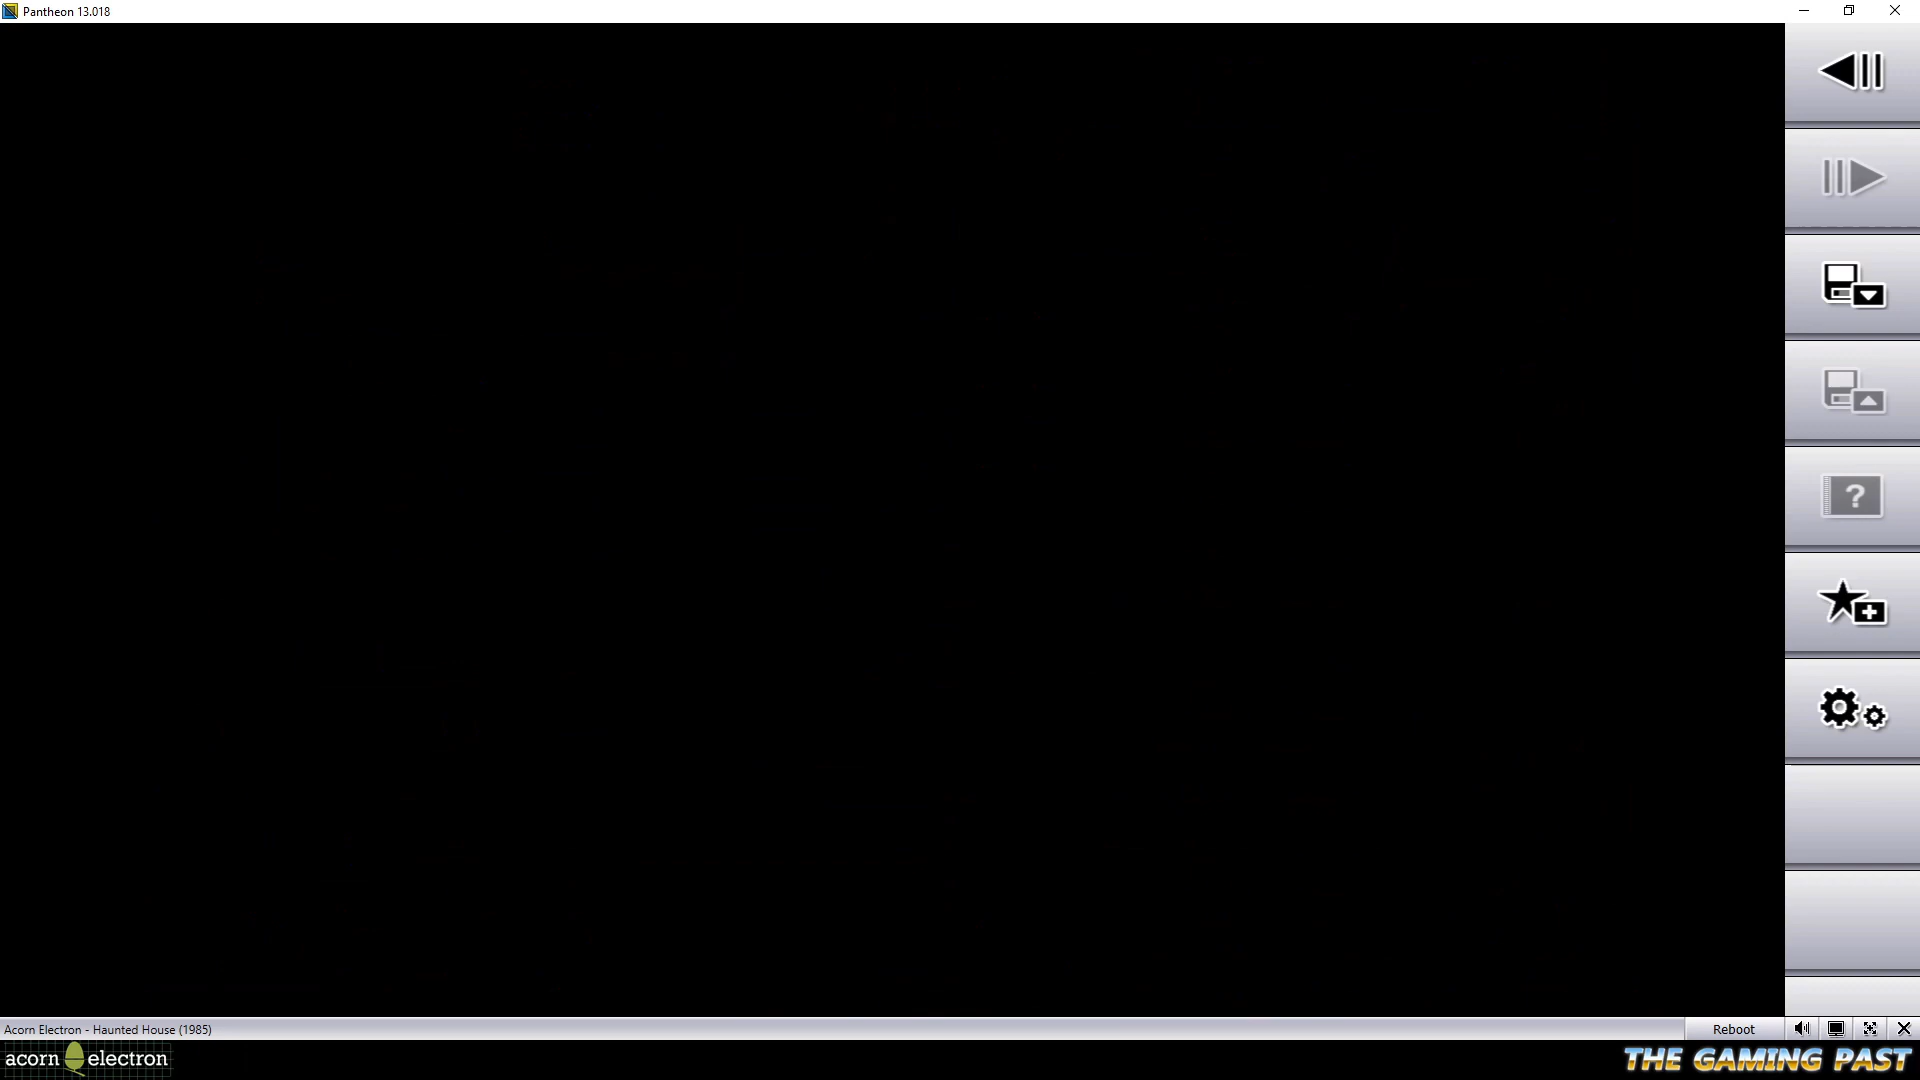 Pantheon 13.018
?
Acorn Electron - Haunted House (1985)
Reboot
acorn electron
THE GAMING PAST